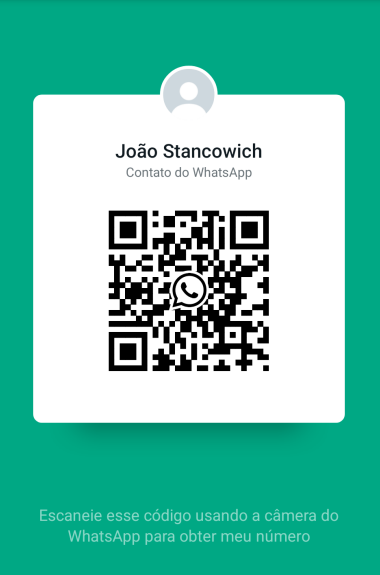 João Stancowich
Contato do WhatsApp
Escaneie esse código usando a câmera do
WhatsApp para obter meu número